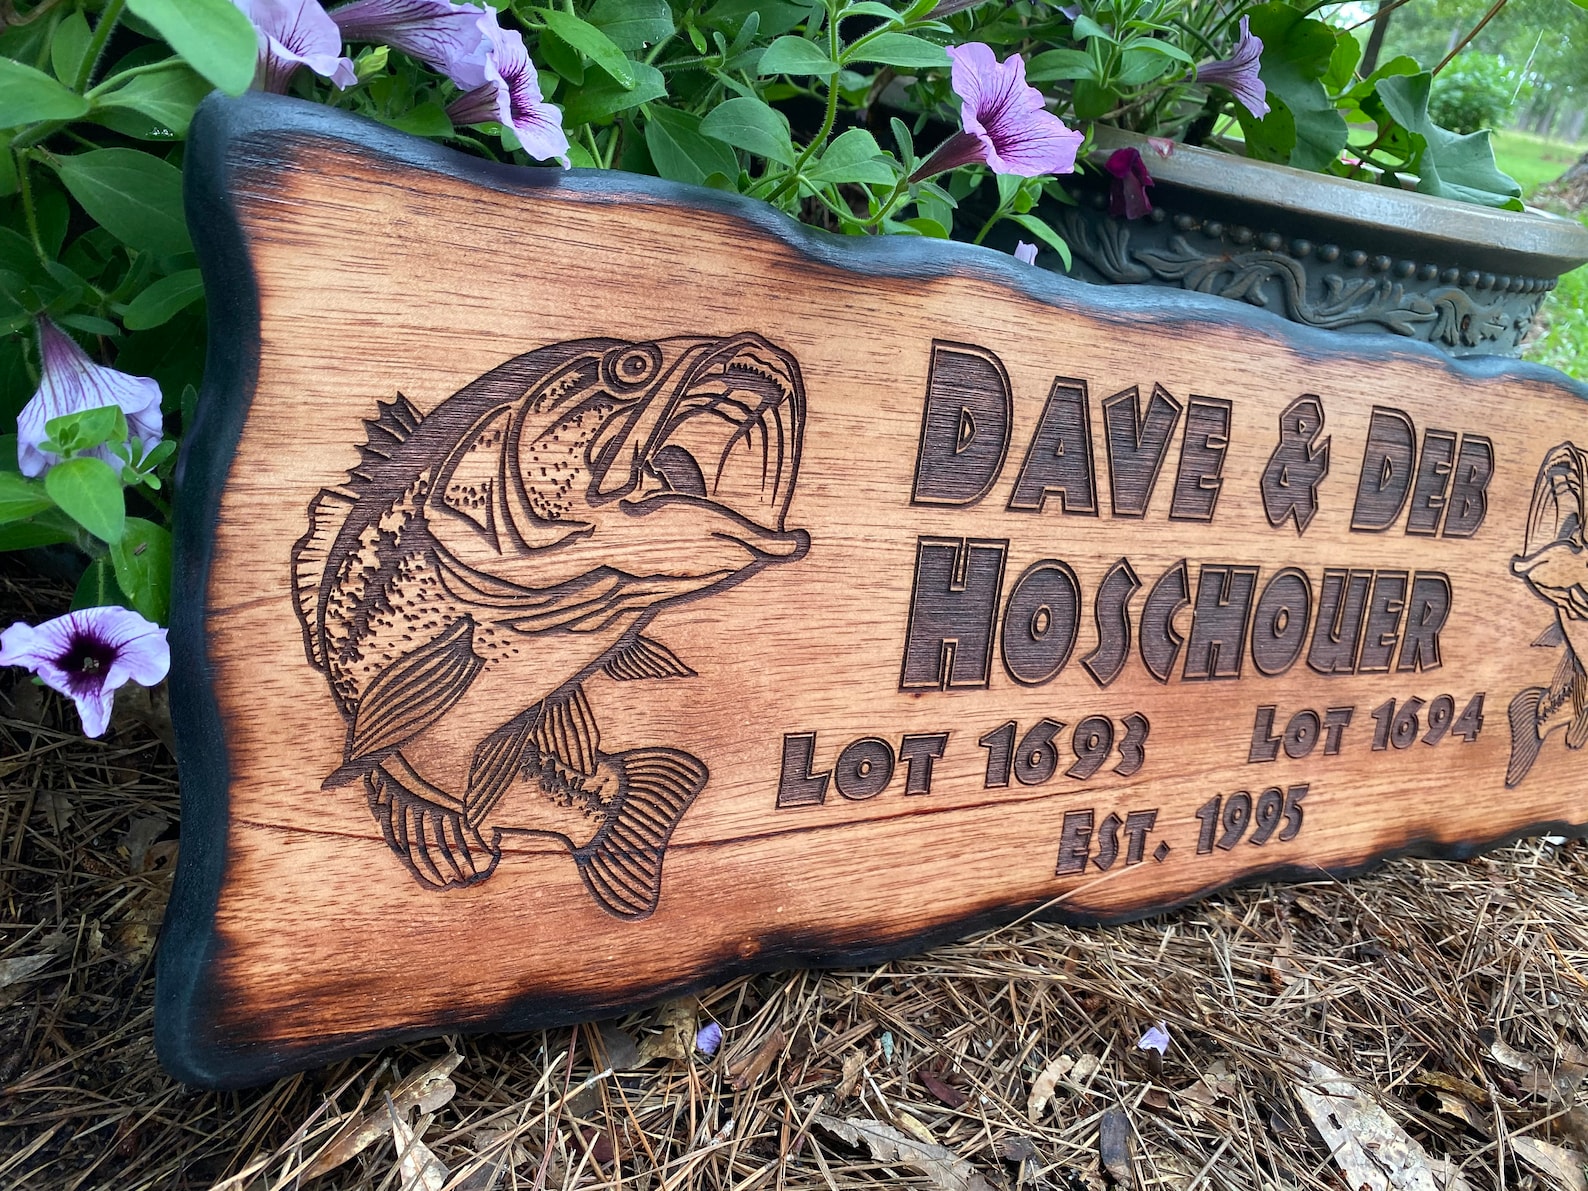 DAVE & DEB
HOSCHOUER
LOT 1693 LOT 1694
EST. 1995